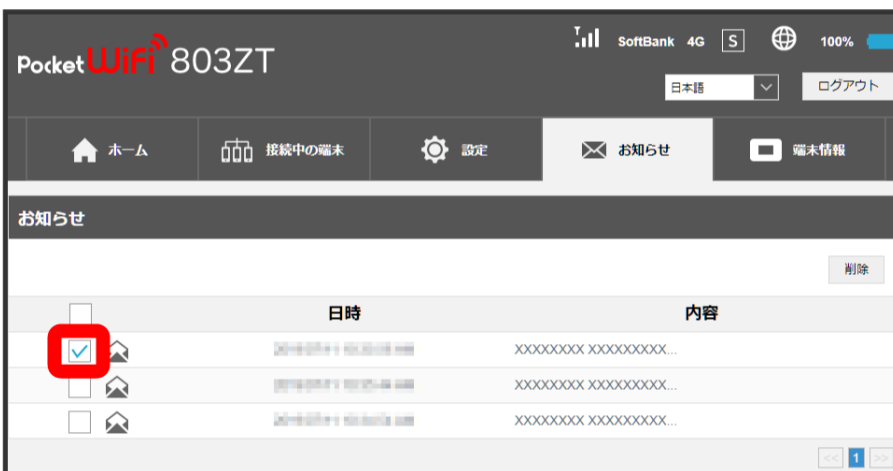 SoftBank 4G S 100%
Pocket WiFi 803ZT
日本語 ログアウト
ホーム 接続中の端末 設定 お知らせ 端末情報
お知らせ
削除
日時 内容
XXXXXXXX XXXXXXXXX...
XXXXXXXX XXXXXXXXX...
XXXXXXXX XXXXXXXXX...
<< 1 >>